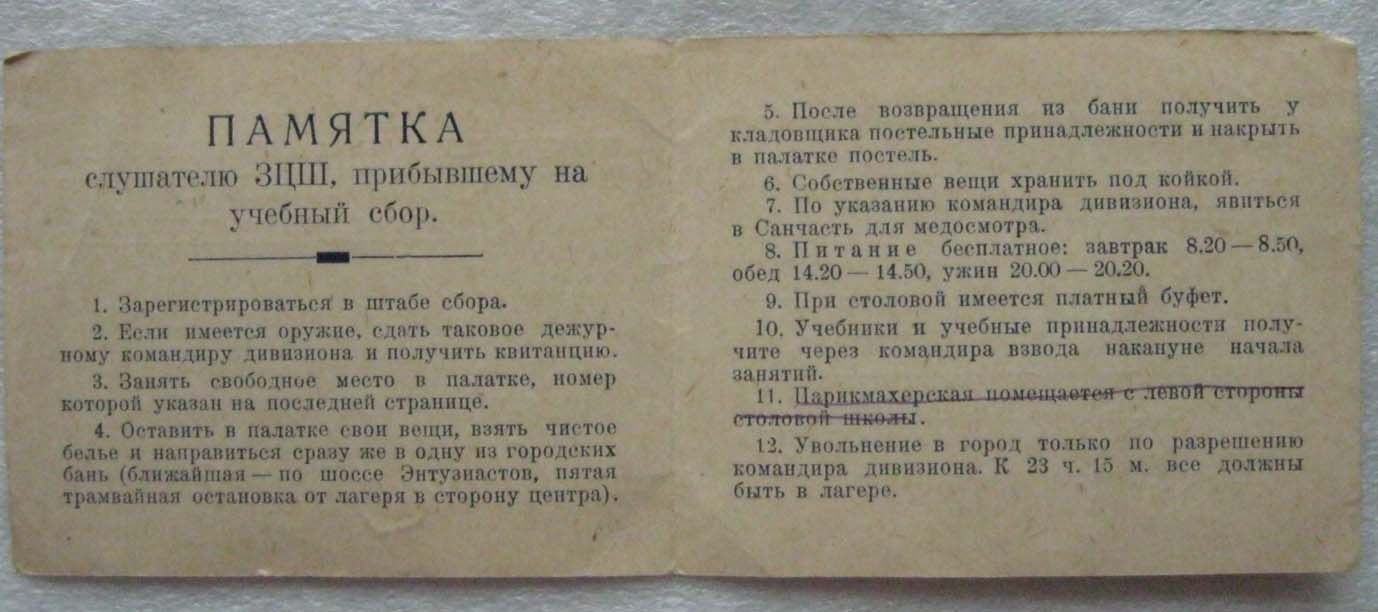 ПАМЯТКА
слушателю ЗЦШ, прибывшему на
учебный сбор.
1. Зарегистрироваться в штабе сбора.
2. Если имеется оружие, сдать таковое дежур-
ному командиру дивизиона и получить квитанцию.
3. Занять свободное место в палатке, номер
которой указан на последней странице.
4. Оставить в палатке свои вещи, взять чистое
белье и направиться сразу же в одну из городских
бань (ближайшая — по шоссе Энтузиастов, пятая
трамвайная остановка от лагеря в сторону центра).
5. После возвращения из бани получить у
кладовщика постельные принадлежности и накрыть
в палатке постель.
6. Собственные вещи хранить под койкой.
7. По указанию командира дивизиона, явиться
в Санчасть для медосмотра.
8. Питание бесплатное: завтрак 8.20 — 8.50,
обед 14.20 — 14.50, ужин 20.00 — 20.20.
9. При столовой имеется платный буфет.
10. Учебники и учебные принадлежности полу-
чите через командира взвода накануне начала
занятий.
11. Парикмахерская помещается с левой стороны
столовой школы.
12. Увольнение в город только по разрешению
командира дивизиона. К 23 ч. 15 м. все должны
быть в лагере.